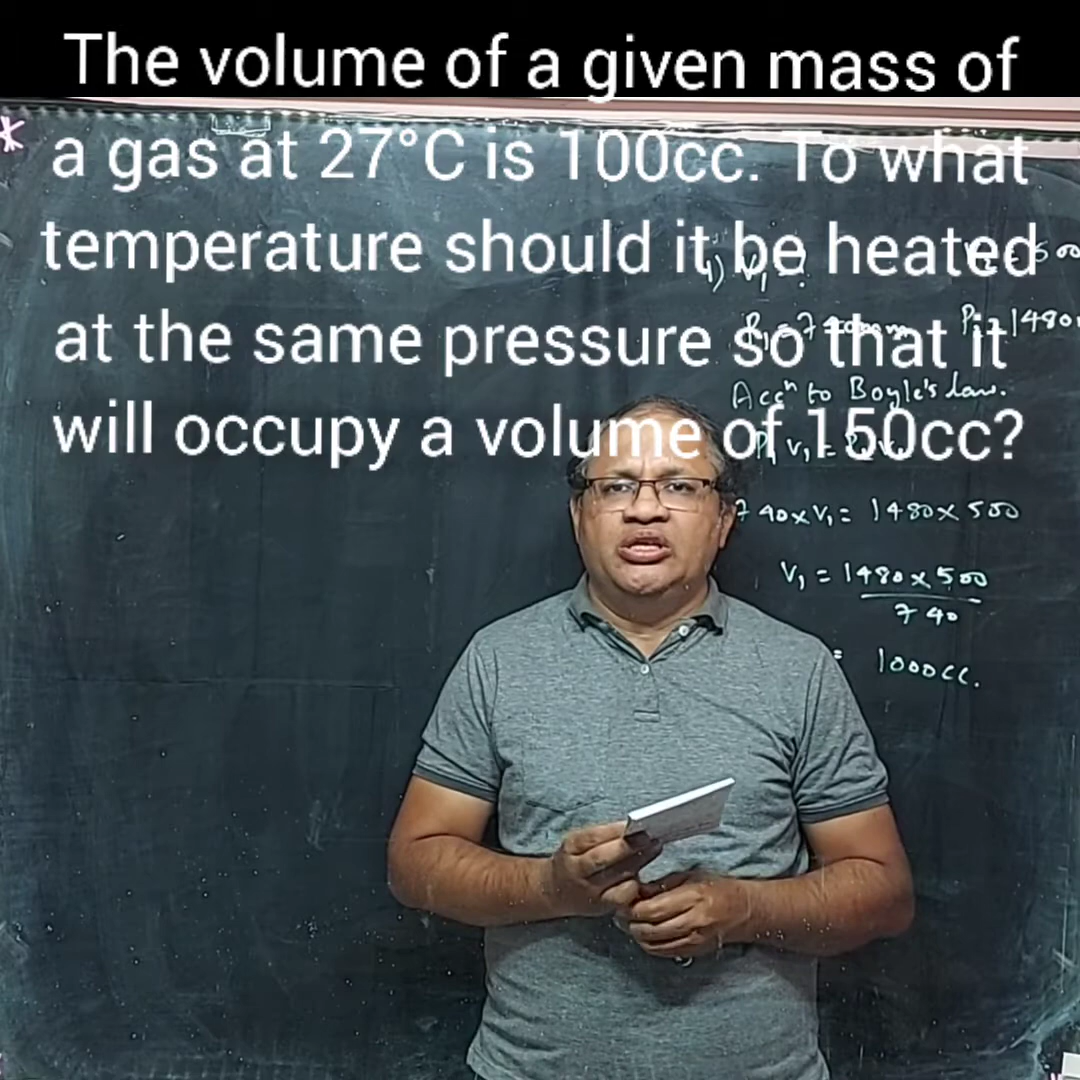 The volume of a given mass of
* a gas at 27°C is 100cc. To what
temperature should it be heated
at the same pressure so that it
will occupy a volume of 150cc?
Accⁿ to Boyle's law.
740 x V₁ = 1480 x 500
V₁ = 1480 x 500
740
= 1000cc.